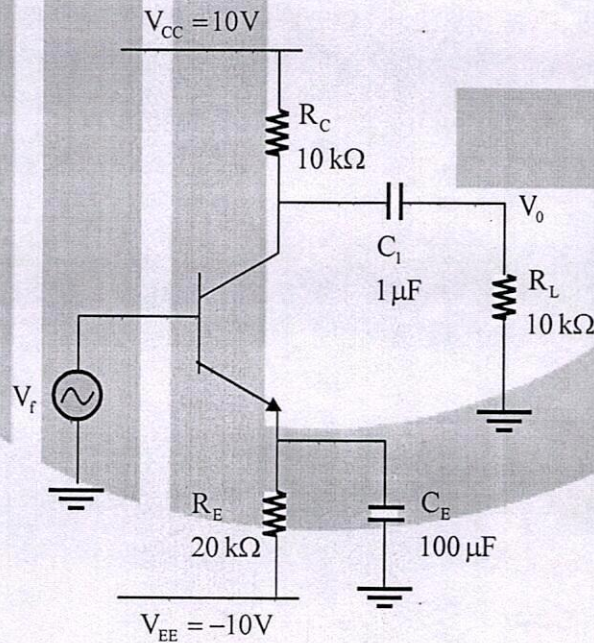 V_CC = 10V
R_C
10 kΩ
V_0
C_1
1 μF
R_L
10 kΩ
V_f
R_E
20 kΩ
C_E
100 μF
V_EE = −10V